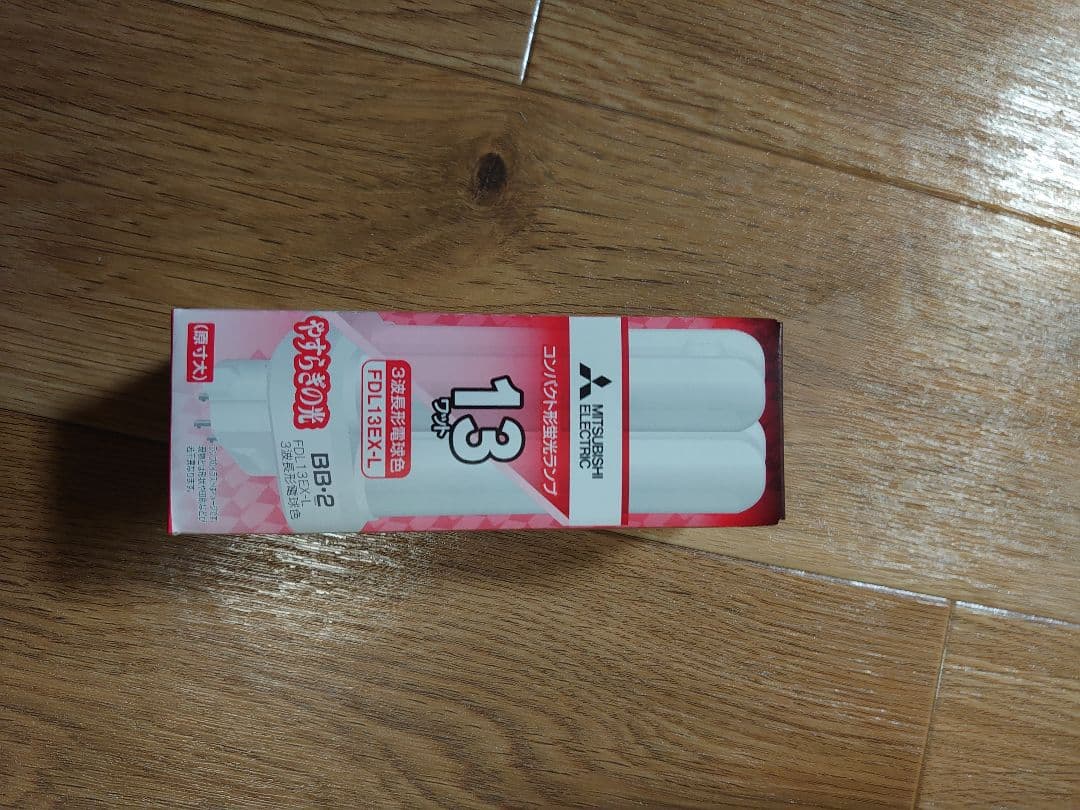 MITSUBISHI
ELECTRIC
コンパクト形蛍光ランプ
13
ワット
3波長形電球色
FDL13EX-L
やすらぎの光
BB・2
FDL13EX-L
3波長形電球色
(原寸大)